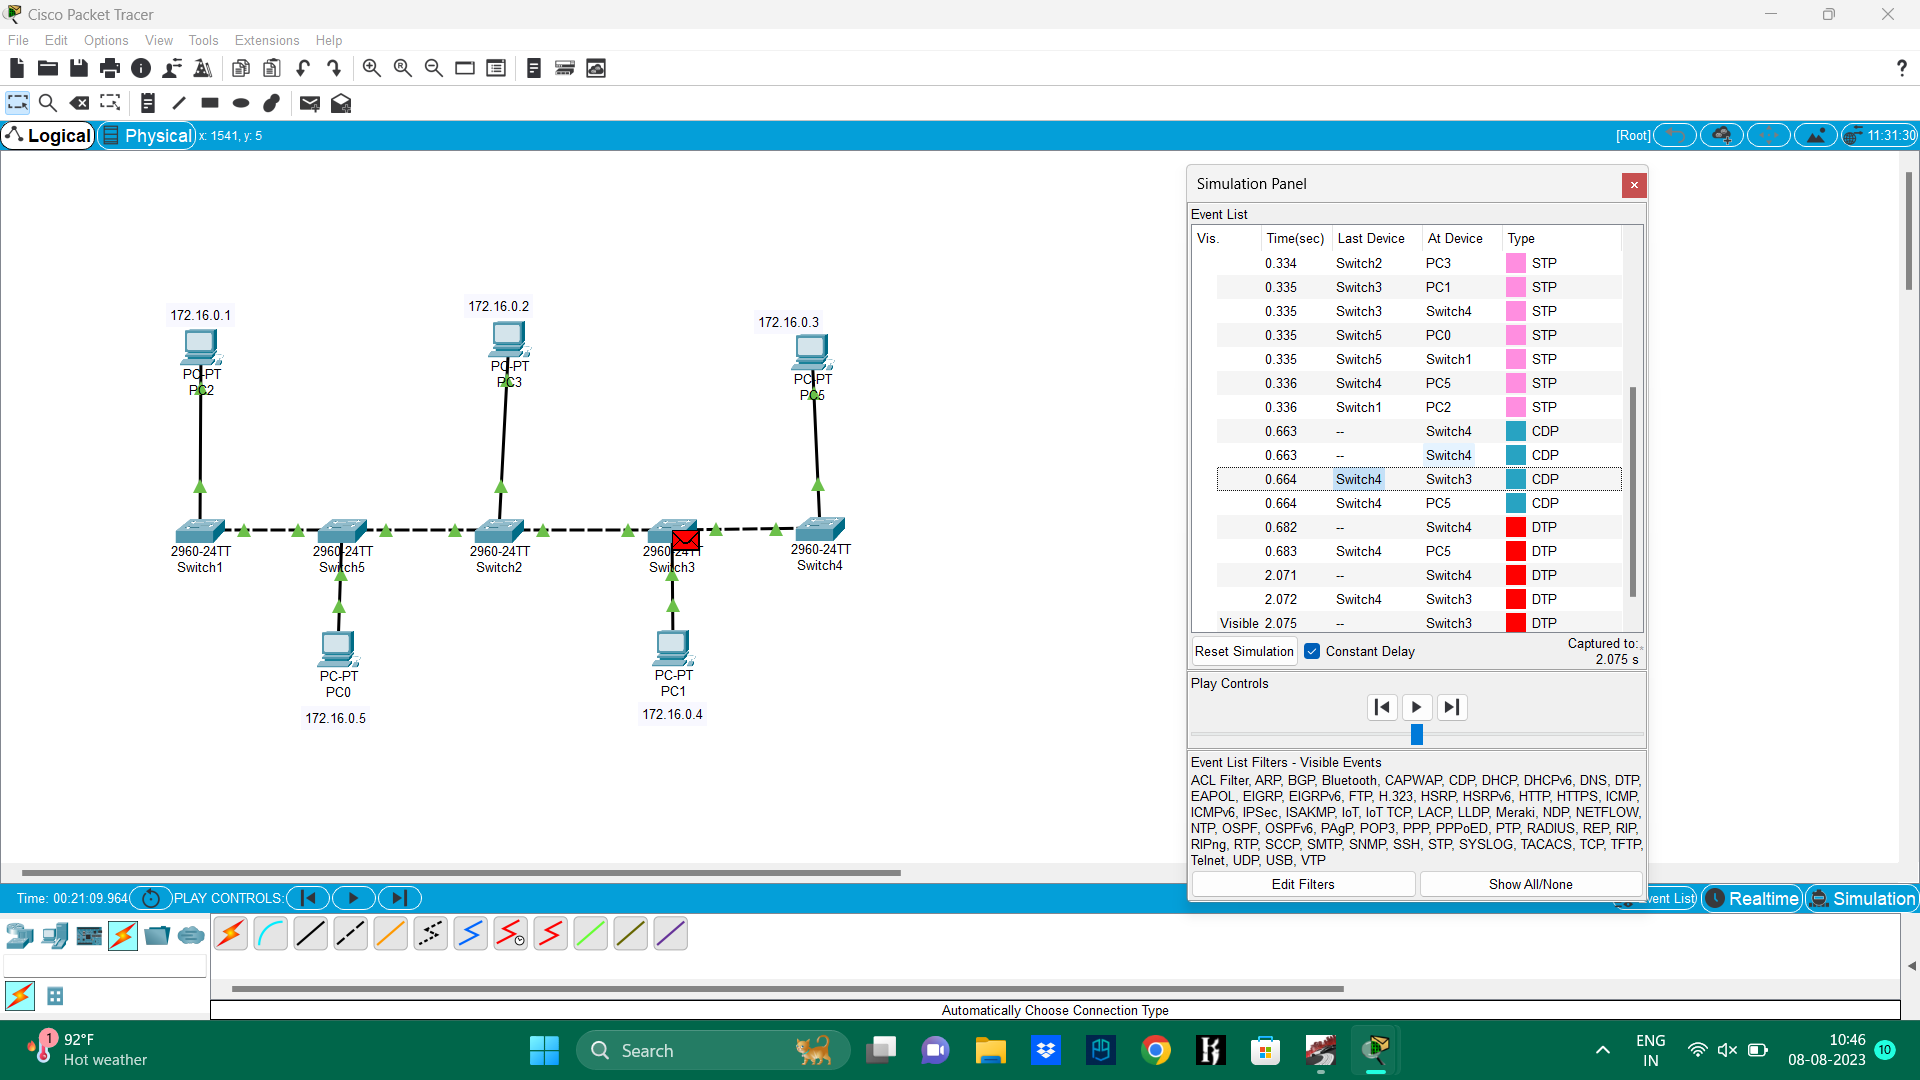 Cisco Packet Tracer
File Edit Options View Tools Extensions Help
?
Logical Physical x: 1541, y: 5 [Root] 11:31:30
172.16.0.1
PC-PT
PC2
172.16.0.2
PC-PT
PC3
172.16.0.3
PC-PT
PC5
2960-24TT
Switch1
2960-24TT
Switch5
2960-24TT
Switch2
2960-24TT
Switch3
2960-24TT
Switch4
PC-PT
PC0
172.16.0.5
PC-PT
PC1
172.16.0.4
Simulation Panel
Event List
Vis. Time(sec) Last Device At Device Type
0.334 Switch2 PC3 STP
0.335 Switch3 PC1 STP
0.335 Switch3 Switch4 STP
0.335 Switch5 PC0 STP
0.335 Switch5 Switch1 STP
0.336 Switch4 PC5 STP
0.336 Switch1 PC2 STP
0.663 -- Switch4 CDP
0.663 -- Switch4 CDP
0.664 Switch4 Switch3 CDP
0.664 Switch4 PC5 CDP
0.682 -- Switch4 DTP
0.683 Switch4 PC5 DTP
2.071 -- Switch4 DTP
2.072 Switch4 Switch3 DTP
Visible 2.075 -- Switch3 DTP
Reset Simulation Constant Delay Captured to:
2.075 s
Play Controls
Event List Filters - Visible Events
ACL Filter, ARP, BGP, Bluetooth, CAPWAP, CDP, DHCP, DHCPv6, DNS, DTP,
EAPOL, EIGRP, EIGRPv6, FTP, H.323, HSRP, HSRPv6, HTTP, HTTPS, ICMP,
ICMPv6, IPSec, ISAKMP, IoT, IoT TCP, LACP, LLDP, Meraki, NDP, NETFLOW,
NTP, OSPF, OSPFv6, PAgP, POP3, PPP, PPPoED, PTP, RADIUS, REP, RIP,
RIPng, RTP, SCCP, SMTP, SNMP, SSH, STP, SYSLOG, TACACS, TCP, TFTP,
Telnet, UDP, USB, VTP
Edit Filters Show All/None
Time: 00:21:09.964 PLAY CONTROLS: Event List Realtime Simulation
Automatically Choose Connection Type
1
92°F
Hot weather
Search
ENG
IN
10:46
08-08-2023
10